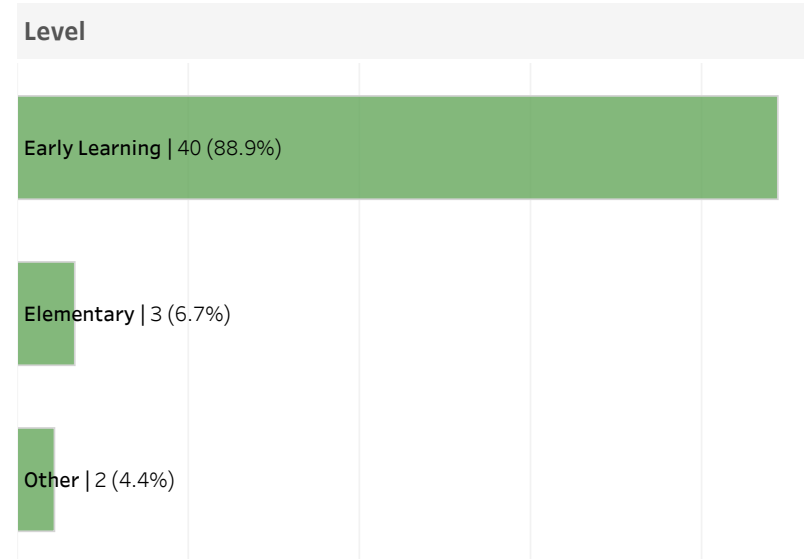 Level
Early Learning | 40 (88.9%)
Elementary | 3 (6.7%)
Other | 2 (4.4%)